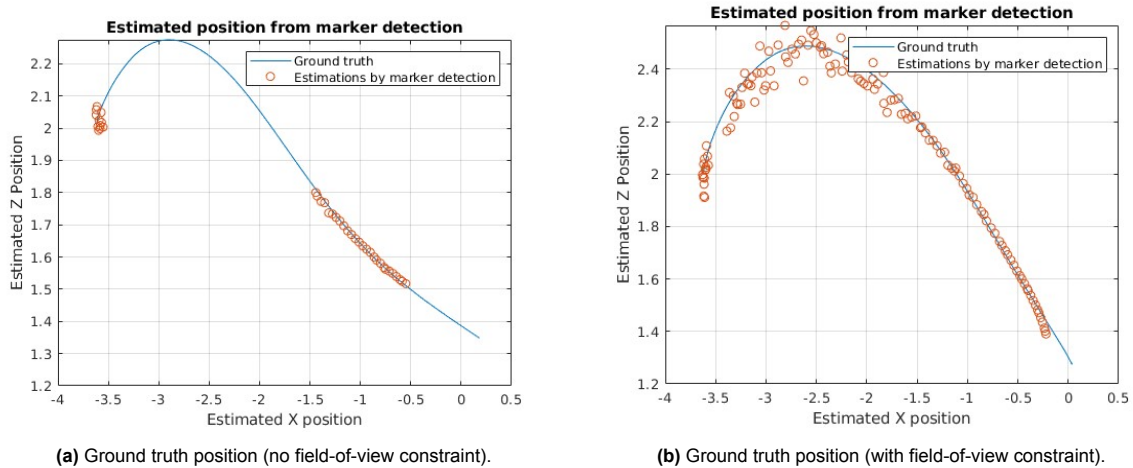 Estimated position from marker detection
Ground truth
Estimations by marker detection
Estimated Z Position
2.2
2.1
2
1.9
1.8
1.7
1.6
1.5
1.4
1.3
1.2
-4 -3.5 -3 -2.5 -2 -1.5 -1 -0.5 0 0.5
Estimated X position
(a) Ground truth position (no field-of-view constraint).
Estimated position from marker detection
Ground truth
Estimations by marker detection
Estimated Z Position
2.4
2.2
2
1.8
1.6
1.4
1.2
-4 -3.5 -3 -2.5 -2 -1.5 -1 -0.5 0 0.5
Estimated X position
(b) Ground truth position (with field-of-view constraint).